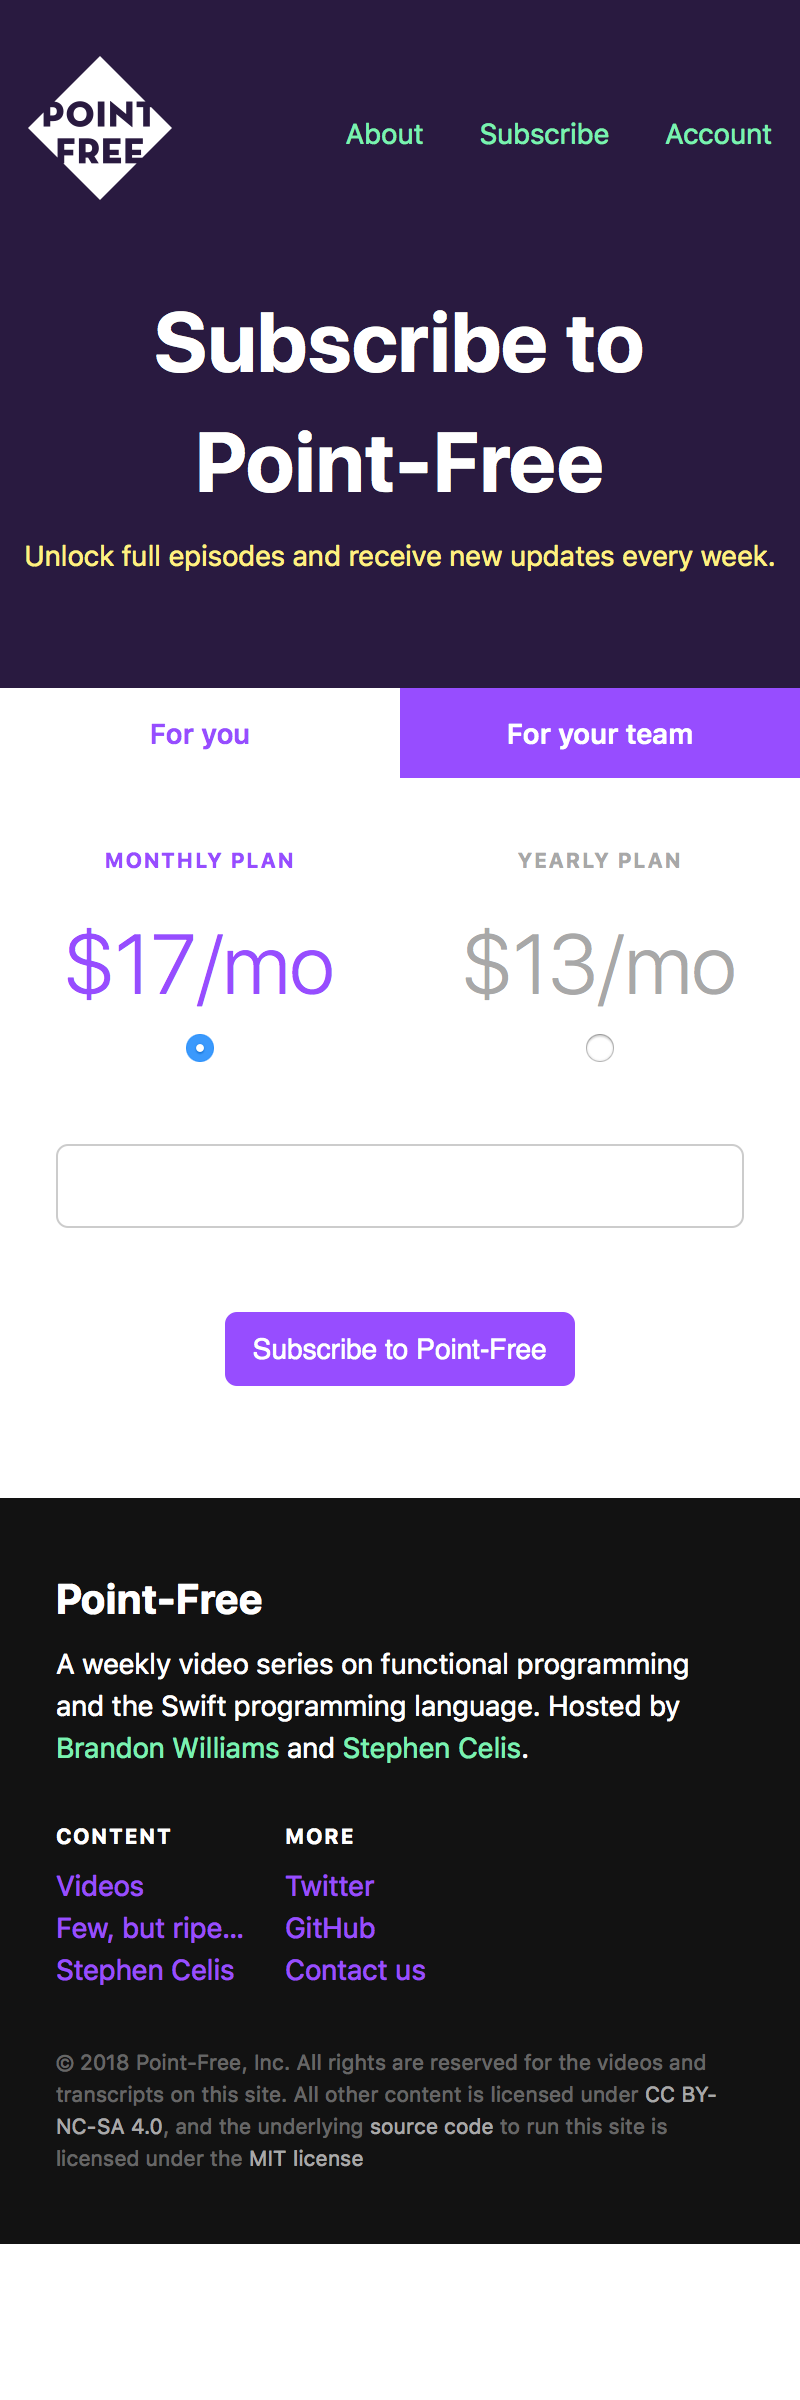 POINT
FREE
About Subscribe Account
Subscribe to
Point-Free
Unlock full episodes and receive new updates every week.
For you For your team
MONTHLY PLAN YEARLY PLAN
$17/mo $13/mo
Subscribe to Point-Free
Point-Free
A weekly video series on functional programming
and the Swift programming language. Hosted by
Brandon Williams and Stephen Celis.
CONTENT MORE
Videos Twitter
Few, but ripe... GitHub
Stephen Celis Contact us
© 2018 Point-Free, Inc. All rights are reserved for the videos and
transcripts on this site. All other content is licensed under CC BY-
NC-SA 4.0, and the underlying source code to run this site is
licensed under the MIT license